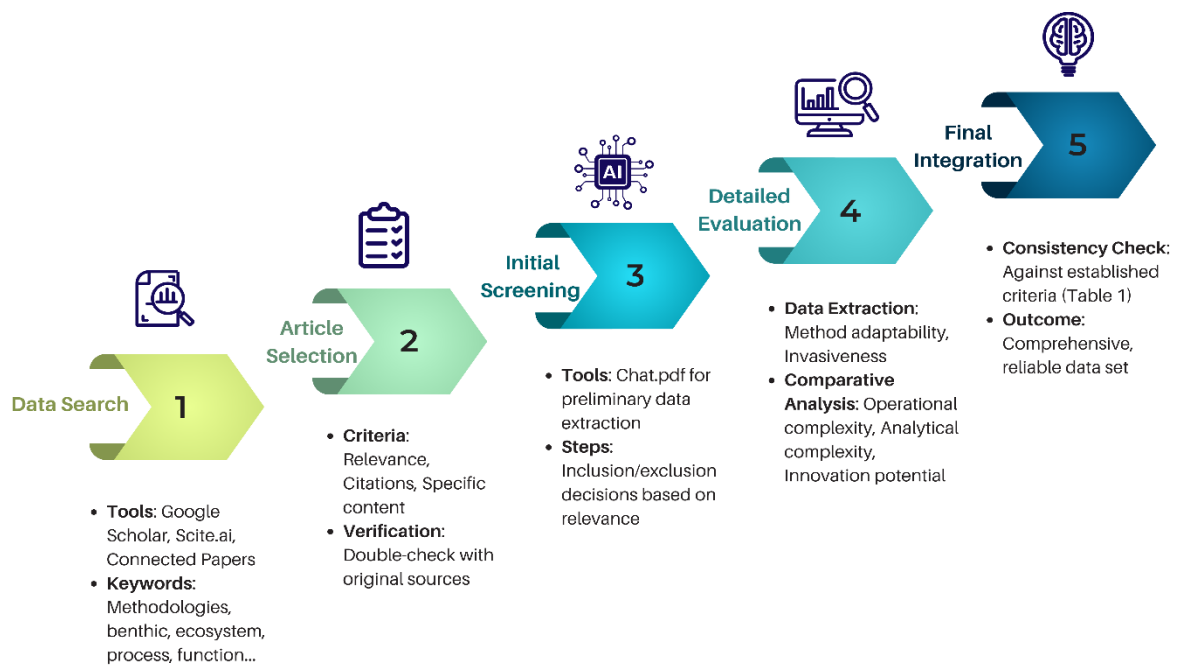 Data Search
1
• Tools: Google
Scholar, Scite.ai,
Connected Papers
• Keywords:
Methodologies,
benthic, ecosystem,
process, function...
Article
Selection
2
• Criteria:
Relevance,
Citations, Specific
content
• Verification:
Double-check with
original sources
AI
Initial
Screening
3
• Tools: Chat.pdf for
preliminary data
extraction
• Steps:
Inclusion/exclusion
decisions based on
relevance
Detailed
Evaluation
4
• Data Extraction:
Method adaptability,
Invasiveness
• Comparative
Analysis: Operational
complexity, Analytical
complexity,
Innovation potential
Final
Integration
5
• Consistency Check:
Against established
criteria (Table 1)
• Outcome:
Comprehensive,
reliable data set